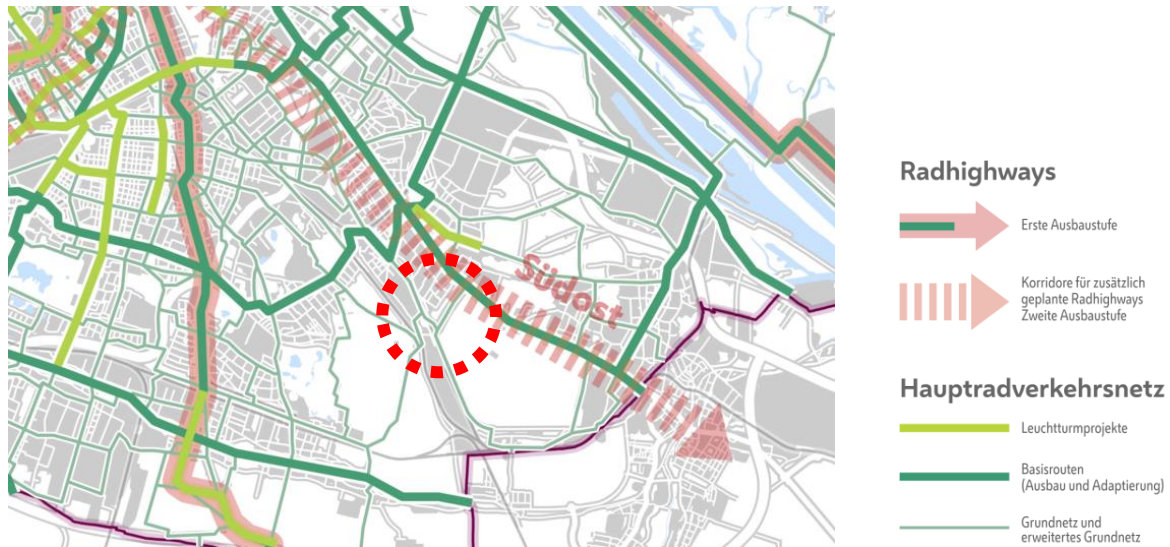 Südost
Radhighways
Erste Ausbaustufe
Korridore für zusätzlich
geplante Radhighways
Zweite Ausbaustufe
Hauptradverkehrsnetz
Leuchtturmprojekte
Basisrouten
(Ausbau und Adaptierung)
Grundnetz und
erweitertes Grundnetz